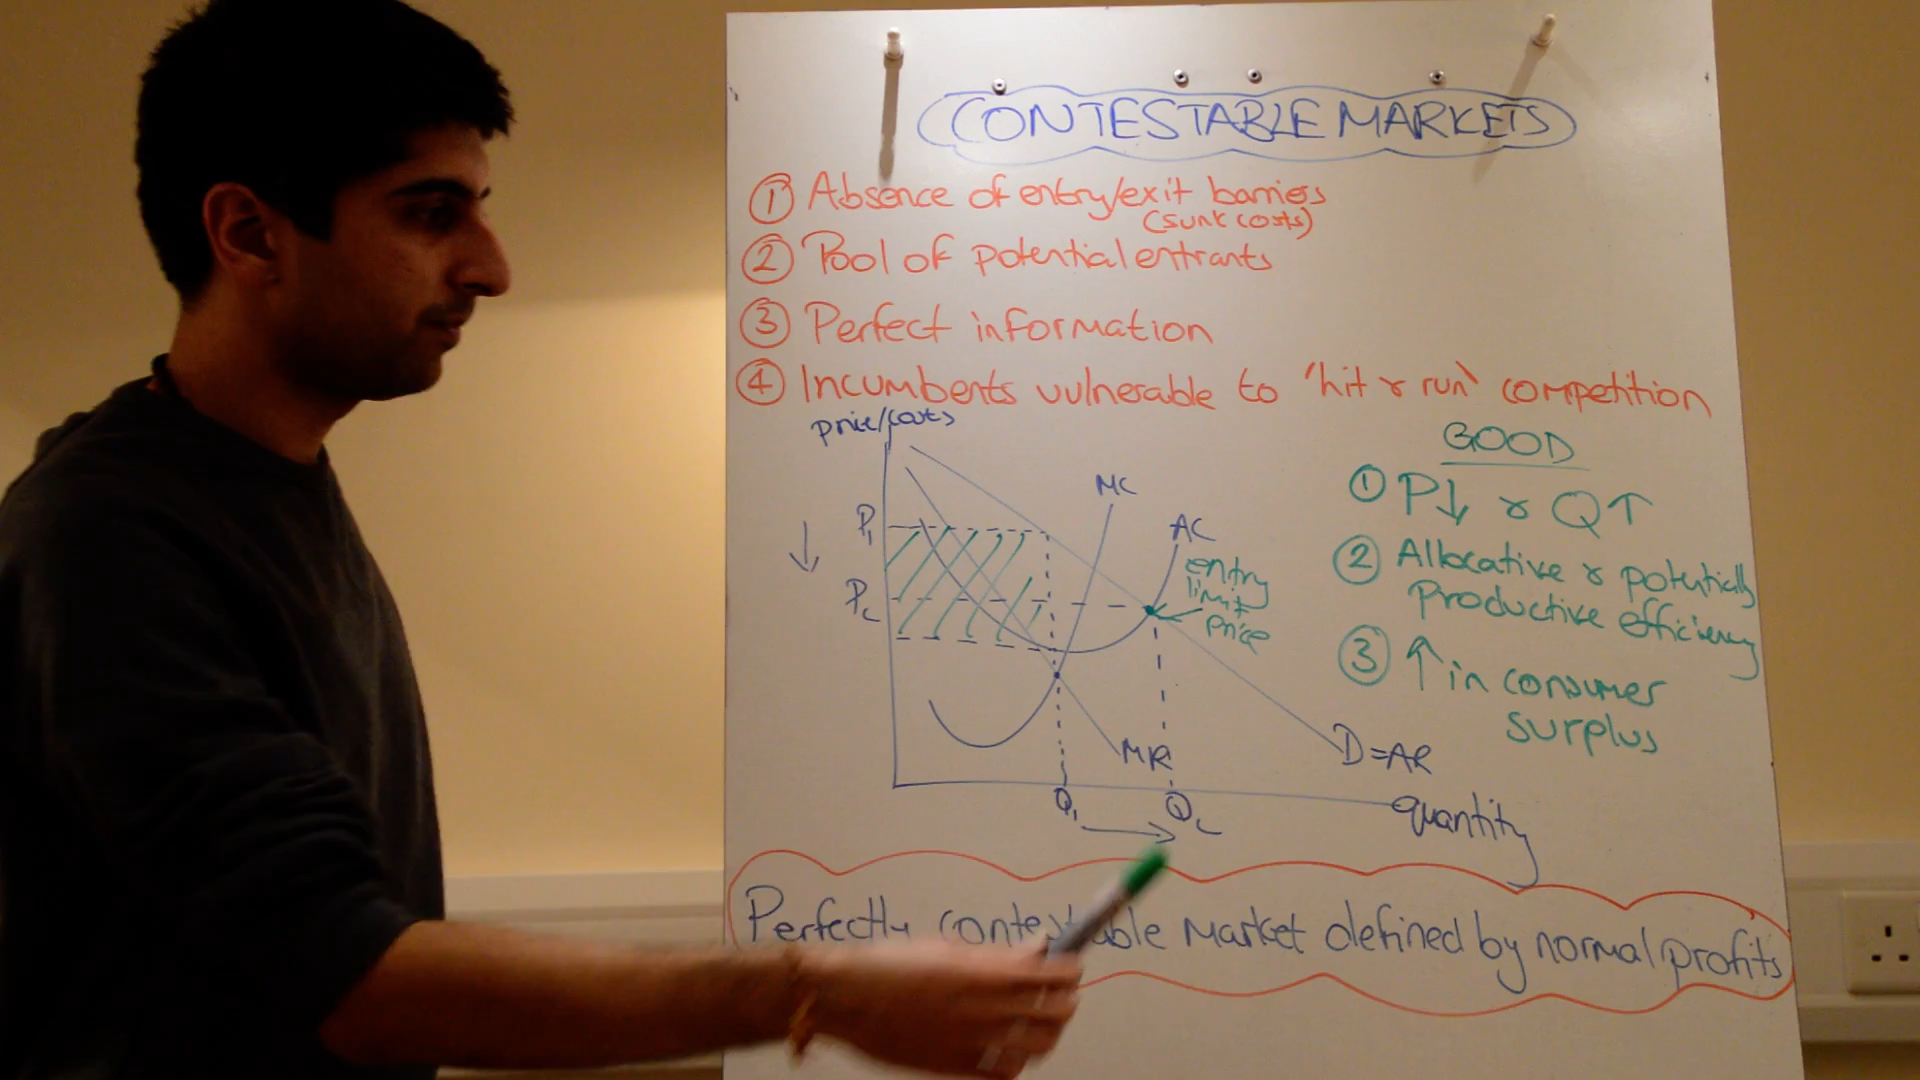 CONTESTABLE MARKETS
① Absence of entry/exit barriers
(sunk costs)
② Pool of potential entrants
③ Perfect information
④ Incumbents vulnerable to 'hit & run' competition
price/costs
GOOD
① P↓ & Q↑
② Allocative & potentially
Productive efficiency
③ ↑ in consumer
surplus
MC
AC
P1
↓
entry
limit
price
PL
MR
D=AR
Q1
QL
quantity
Perfectly contestable market defined by normal profits